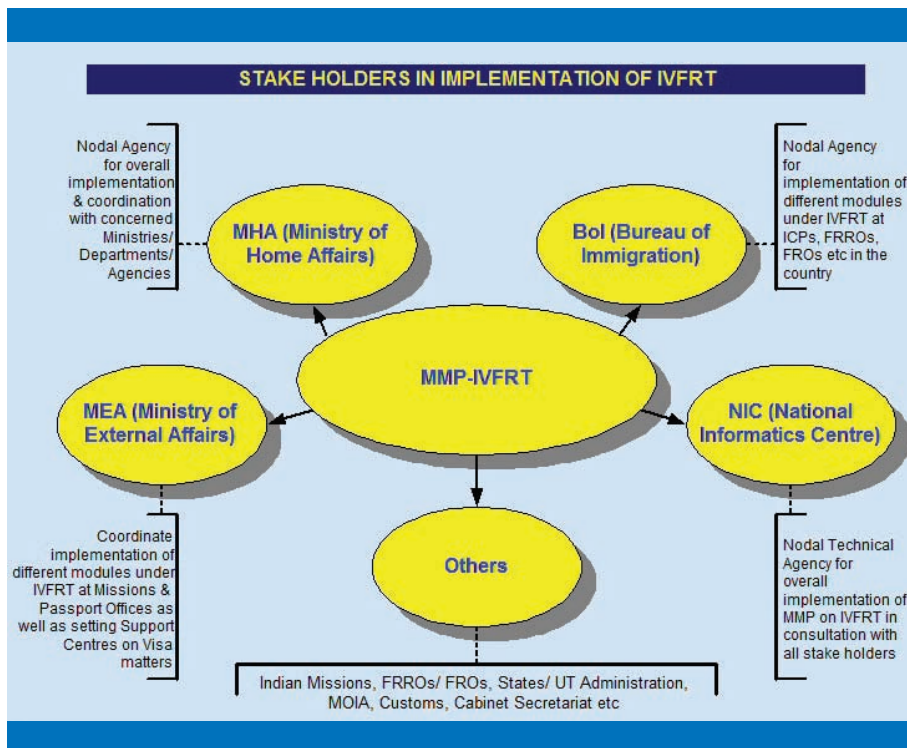 STAKE HOLDERS IN IMPLEMENTATION OF IVFRT
Nodal Agency
for overall
implementation
& coordination
with concerned
Ministries/
Departments/
Agencies
MHA (Ministry of
Home Affairs)
BoI (Bureau of
Immigration)
Nodal Agency
for
implementation of
different modules
under IVFRT at
ICPs, FRROs,
FROs etc in the
country
MMP-IVFRT
MEA (Ministry of
External Affairs)
NIC (National
Informatics Centre)
Coordinate
implementation of
different modules under
IVFRT at Missions &
Passport Offices as
well as setting Support
Centres on Visa
matters
Others
Nodal Technical
Agency for
overall
implementation of
MMP on IVFRT in
consultation with
all stake holders
Indian Missions, FRROs/ FROs, States/ UT Administration,
MOIA, Customs, Cabinet Secretariat etc